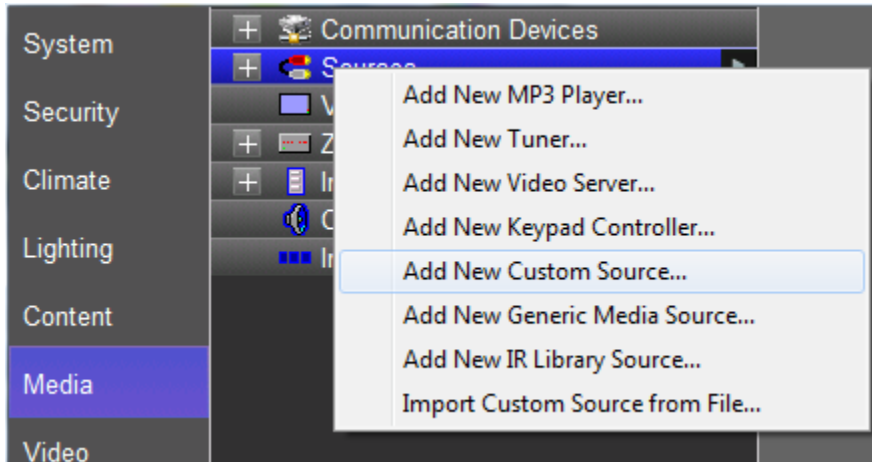 System
Security
Climate
Lighting
Content
Media
Video
Communication Devices
Sources
Add New MP3 Player...
Add New Tuner...
Add New Video Server...
Add New Keypad Controller...
Add New Custom Source...
Add New Generic Media Source...
Add New IR Library Source...
Import Custom Source from File...